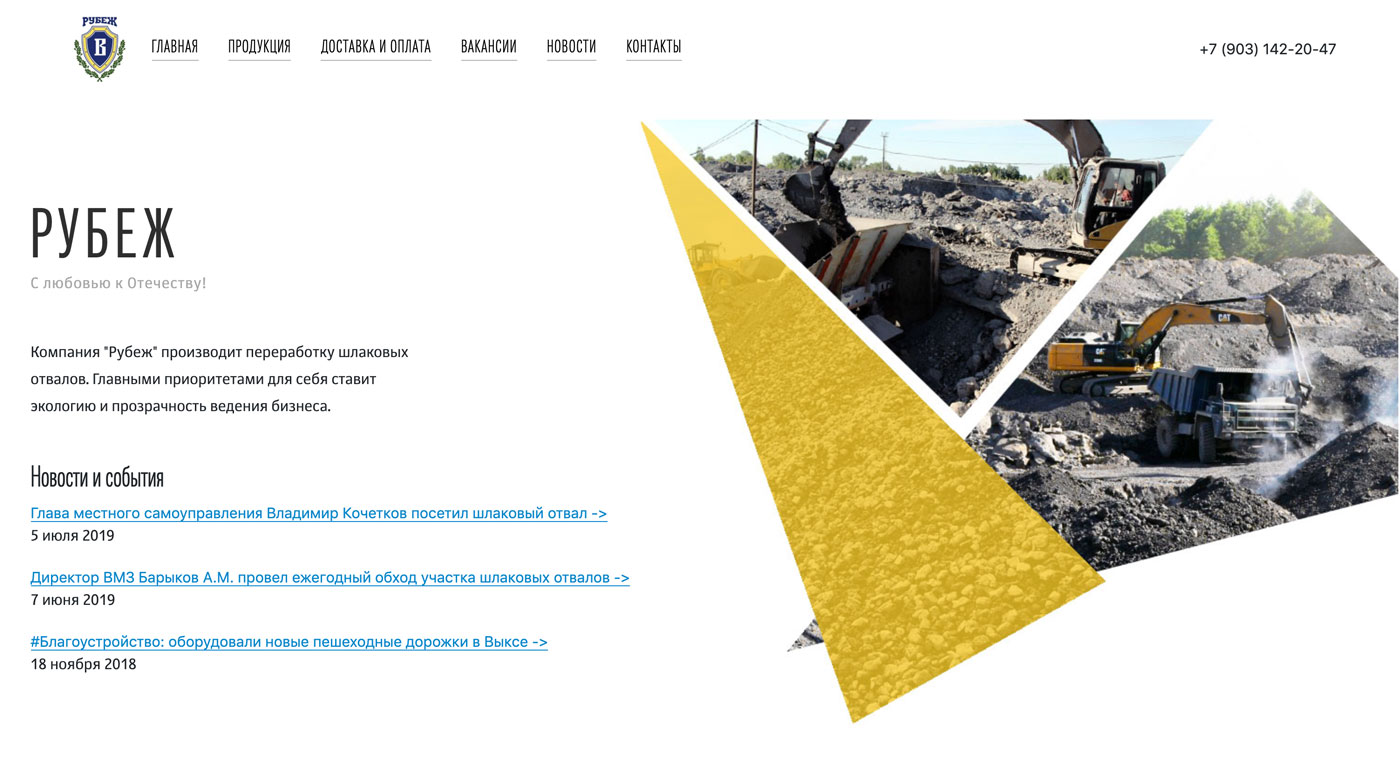 РУБЕЖ
В
ГЛАВНАЯ
ПРОДУКЦИЯ
ДОСТАВКА И ОПЛАТА
ВАКАНСИИ
НОВОСТИ
КОНТАКТЫ
+7 (903) 142-20-47
РУБЕЖ
С любовью к Отечеству!
Компания "Рубеж" производит переработку шлаковых
отвалов. Главными приоритетами для себя ставит
экологию и прозрачность ведения бизнеса.
Новости и события
Глава местного самоуправления Владимир Кочетков посетил шлаковый отвал ->
5 июля 2019
Директор ВМЗ Барыков А.М. провел ежегодный обход участка шлаковых отвалов ->
7 июня 2019
#Благоустройство: оборудовали новые пешеходные дорожки в Выксе ->
18 ноября 2018
CAT
CAT